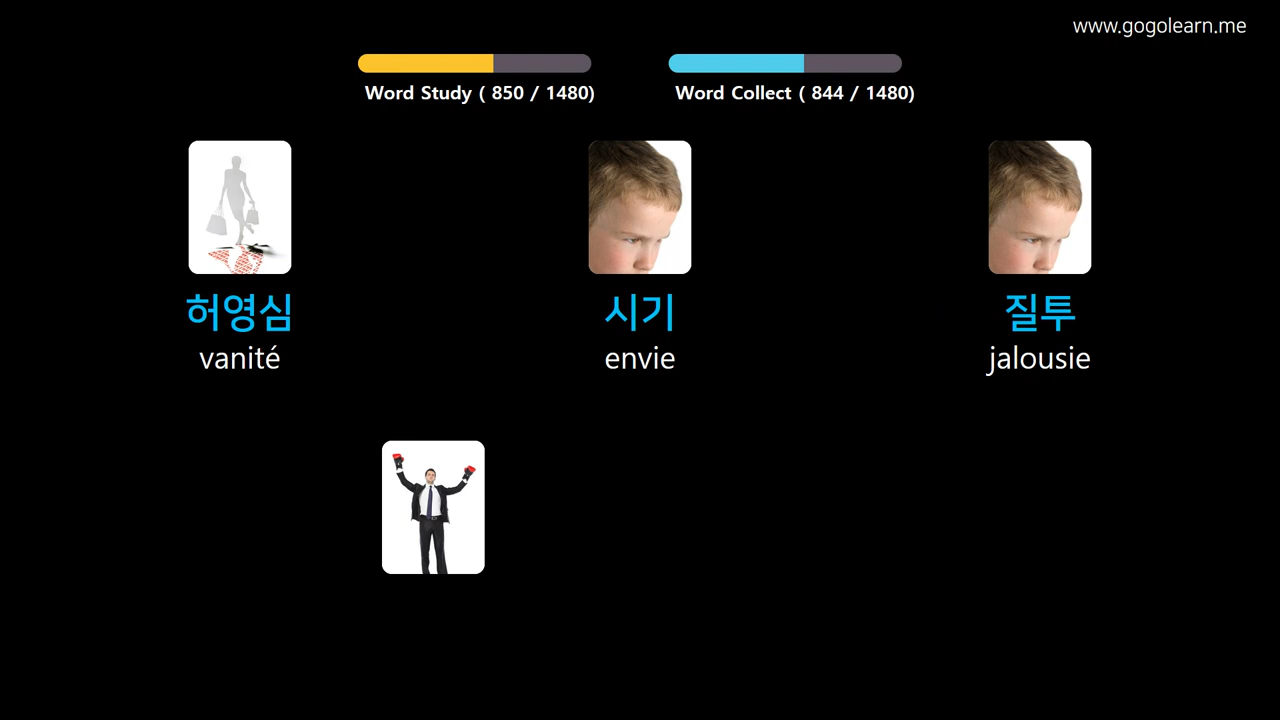 www.gogolearn.me
Word Study ( 850 / 1480)
Word Collect ( 844 / 1480)
허영심
시기
질투
vanité
envie
jalousie